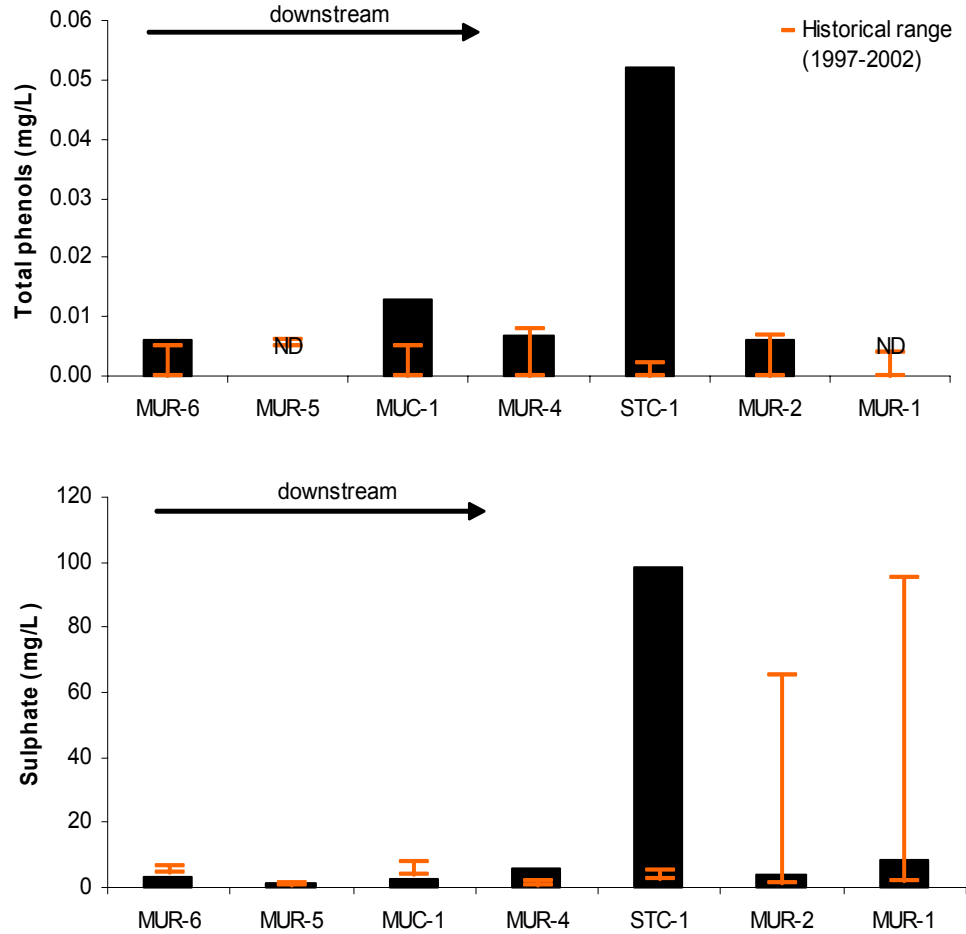 downstream
Historical range
(1997-2002)
Total phenols (mg/L)
0.06
0.05
0.04
0.03
0.02
0.01
0.00
ND
ND
MUR-6 MUR-5 MUC-1 MUR-4 STC-1 MUR-2 MUR-1
downstream
Sulphate (mg/L)
120
100
80
60
40
20
0
MUR-6 MUR-5 MUC-1 MUR-4 STC-1 MUR-2 MUR-1